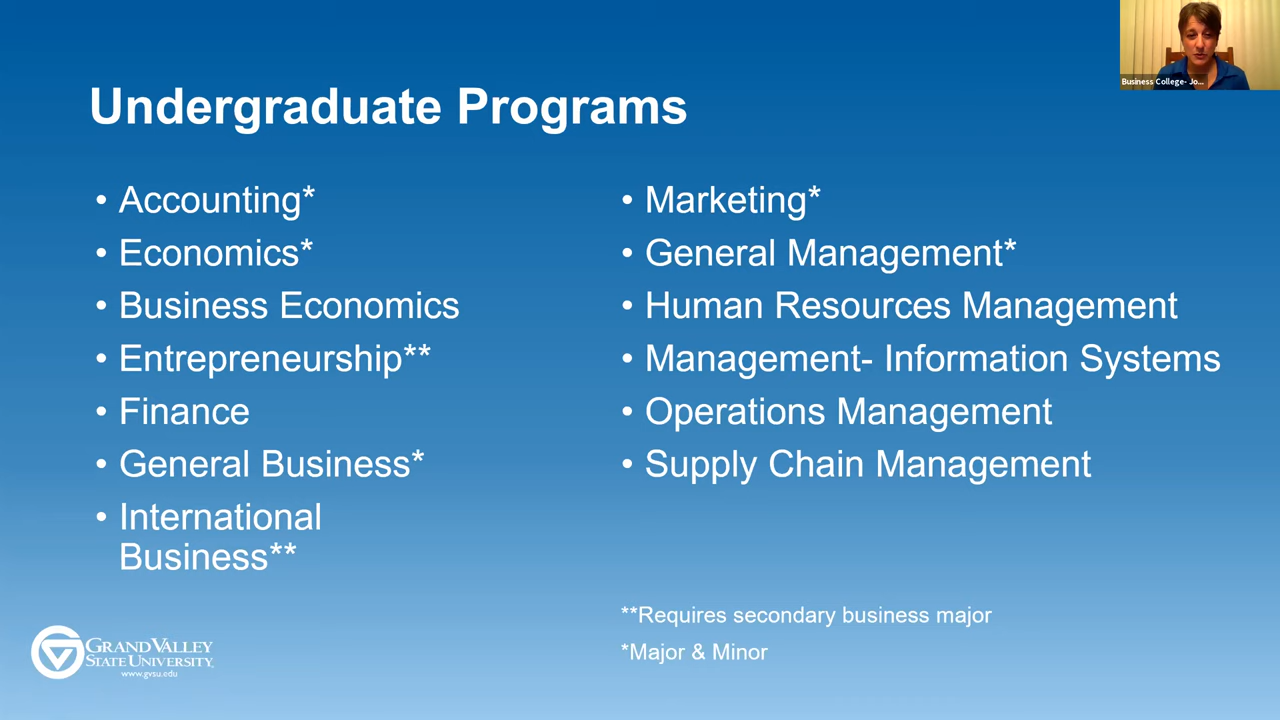 Business College- Jo...
Undergraduate Programs
• Accounting*
• Economics*
• Business Economics
• Entrepreneurship**
• Finance
• General Business*
• International
Business**
• Marketing*
• General Management*
• Human Resources Management
• Management- Information Systems
• Operations Management
• Supply Chain Management
**Requires secondary business major
*Major & Minor
GRAND VALLEY
STATE UNIVERSITY
www.gvsu.edu